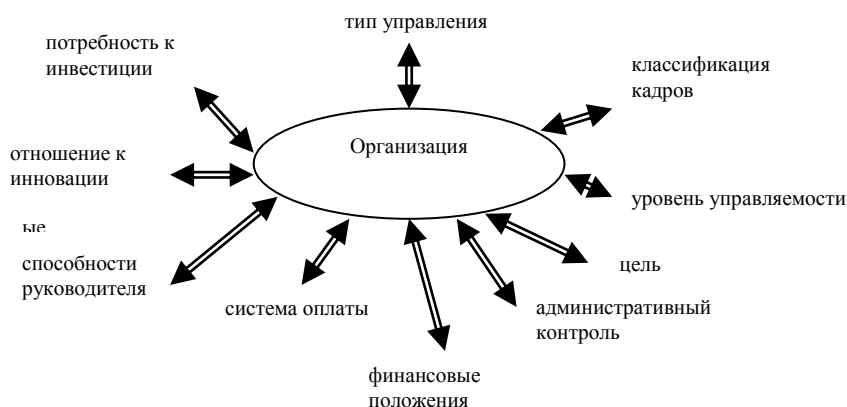 тип управления
потребность к
инвестиции
классификация
кадров
Организация
отношение к
инновации
уровень управляемости
ые
способности
руководителя
цель
система оплаты
административный
контроль
финансовые
положения